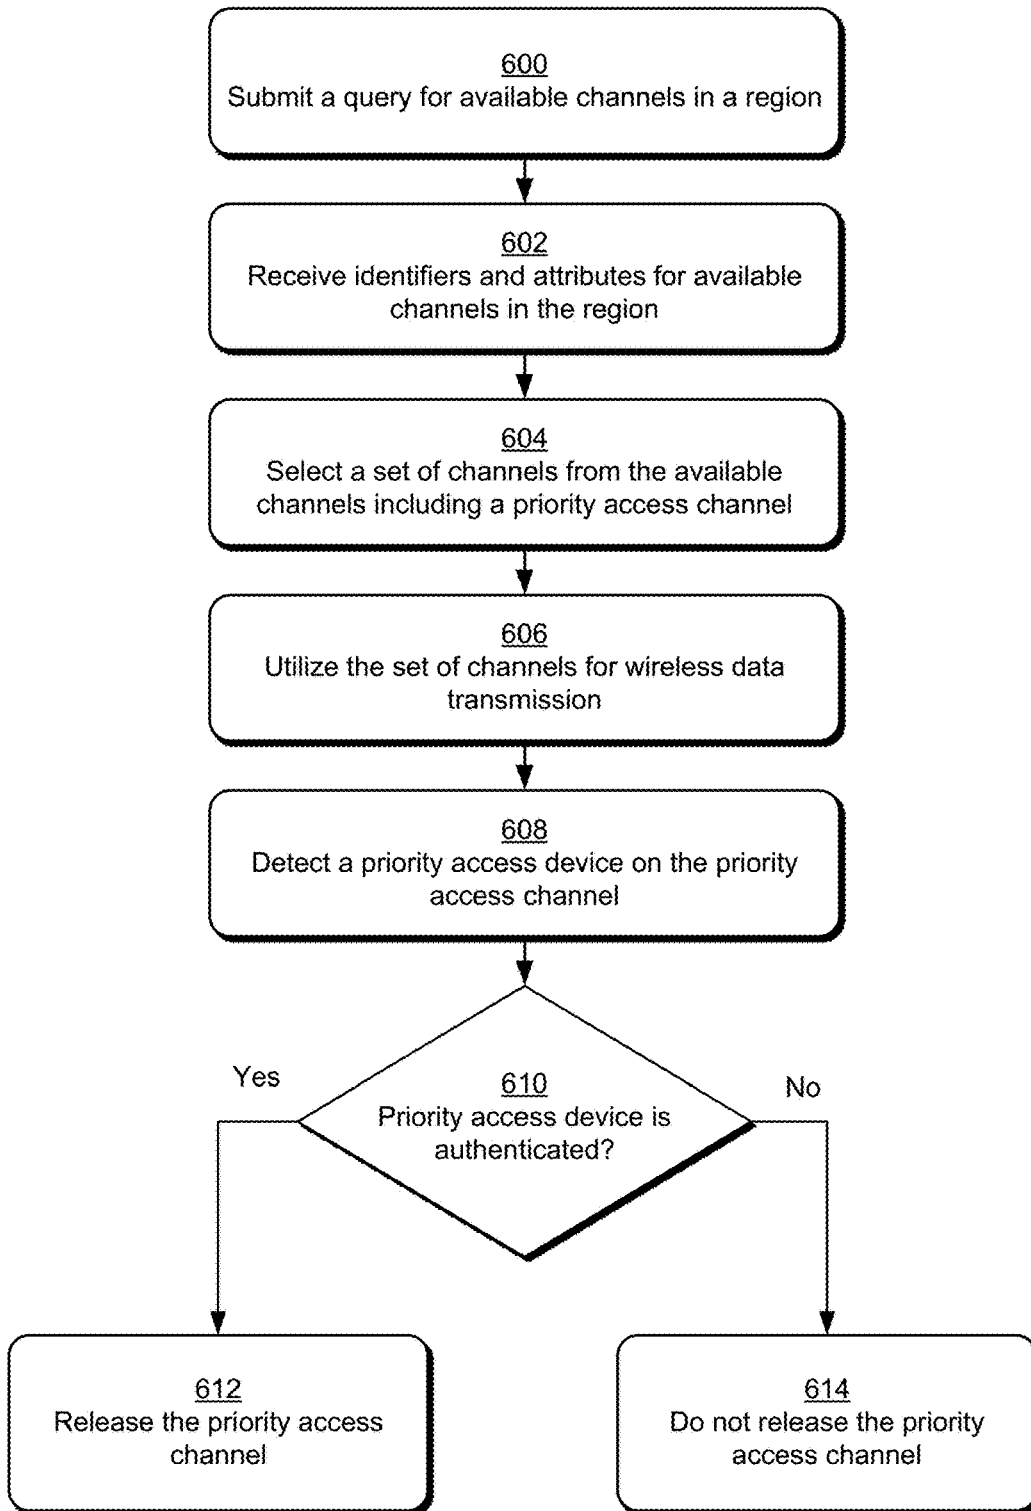 600
Submit a query for available channels in a region
602
Receive identifiers and attributes for available
channels in the region
604
Select a set of channels from the available
channels including a priority access channel
606
Utilize the set of channels for wireless data
transmission
608
Detect a priority access device on the priority
access channel
Yes
610
Priority access device is
authenticated?
No
612
Release the priority access
channel
614
Do not release the priority
access channel